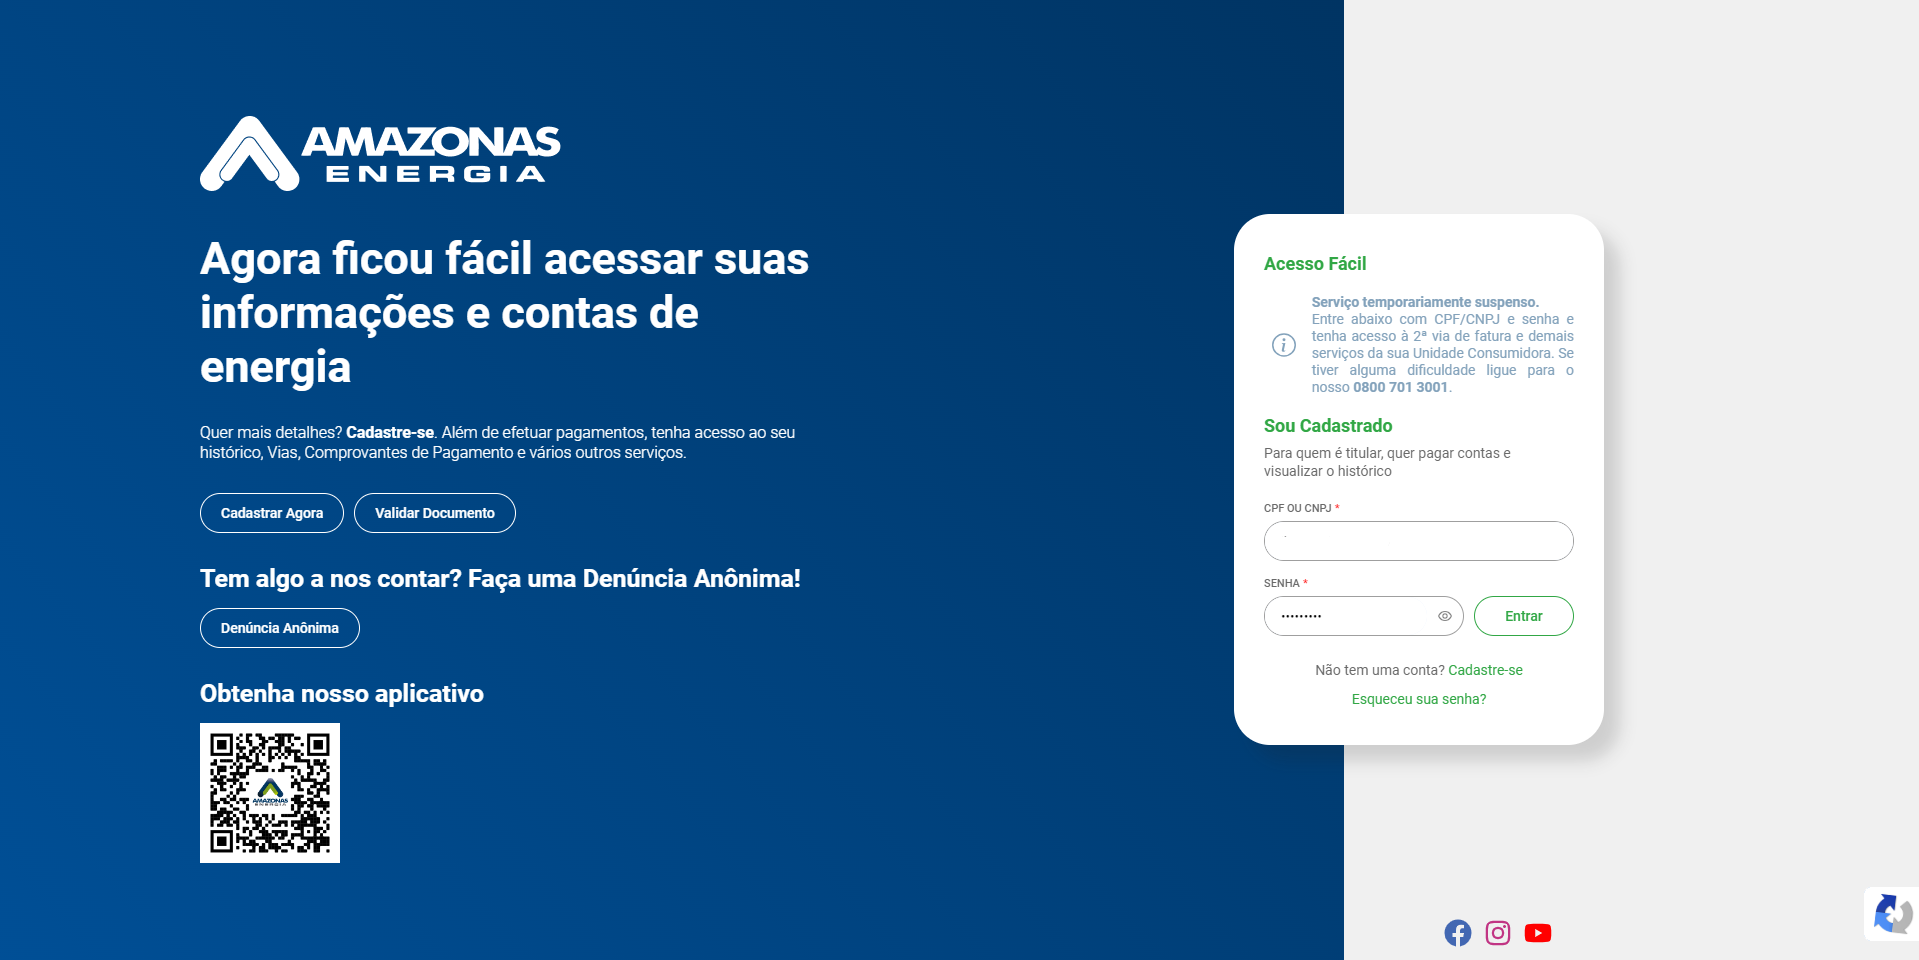 AMAZONAS
ENERGIA
Agora ficou fácil acessar suas
informações e contas de
energia
Quer mais detalhes? Cadastre-se. Além de efetuar pagamentos, tenha acesso ao seu
histórico, Vias, Comprovantes de Pagamento e vários outros serviços.
Cadastrar Agora
Validar Documento
Tem algo a nos contar? Faça uma Denúncia Anônima!
Denúncia Anônima
Obtenha nosso aplicativo
AMAZONAS
ENERGIA
Acesso Fácil
Serviço temporariamente suspenso.
Entre abaixo com CPF/CNPJ e senha e
tenha acesso à 2ª via de fatura e demais
serviços da sua Unidade Consumidora. Se
tiver alguma dificuldade ligue para o
nosso 0800 701 3001.
Sou Cadastrado
Para quem é titular, quer pagar contas e
visualizar o histórico
CPF OU CNPJ *
SENHA *
•••••••••
Entrar
Não tem uma conta? Cadastre-se
Esqueceu sua senha?